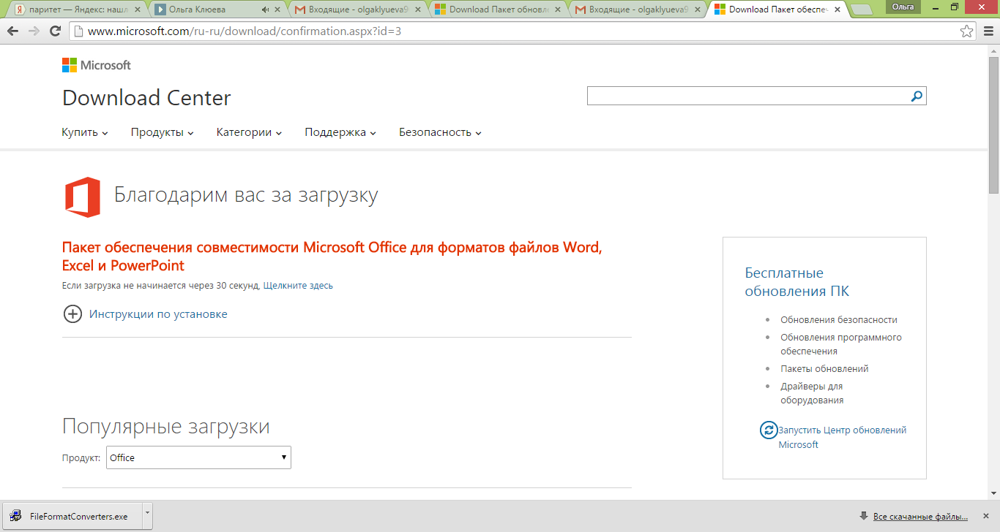 паритет — Яндекс: нашл
Ольга Клюева
Входящие - olgaklyueva9
Download Пакет обновле
Входящие - olgaklyueva9
Download Пакет обеспеч
Ольга
www.microsoft.com/ru-ru/download/confirmation.aspx?id=3
Microsoft
Download Center
Купить
Продукты
Категории
Поддержка
Безопасность
Благодарим вас за загрузку
Пакет обеспечения совместимости Microsoft Office для форматов файлов Word,
Excel и PowerPoint
Если загрузка не начинается через 30 секунд, Щелкните здесь
Инструкции по установке
Бесплатные
обновления ПК
Обновления безопасности
Обновления программного
обеспечения
Пакеты обновлений
Драйверы для
оборудования
Запустить Центр обновлений
Microsoft
Популярные загрузки
Продукт: Office
FileFormatConverters.exe
Все скачанные файлы...